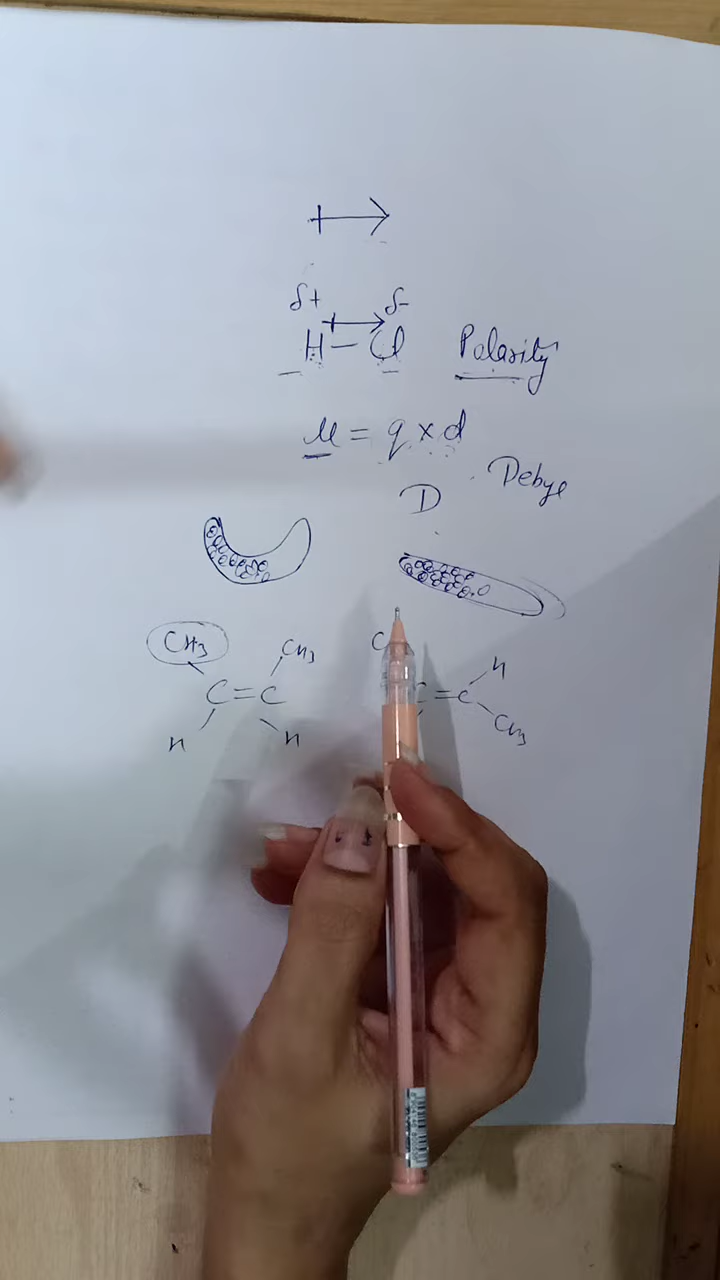 δ+ δ-
H - Cl Polarity
μ = q × d
D Debye
CH3 CH3 C H
C = C C = C
H H CH3